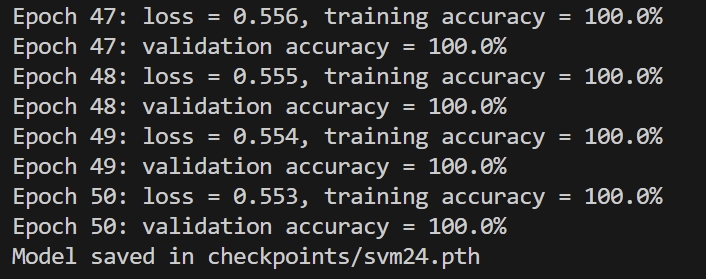 Epoch 47: loss = 0.556, training accuracy = 100.0%
Epoch 47: validation accuracy = 100.0%
Epoch 48: loss = 0.555, training accuracy = 100.0%
Epoch 48: validation accuracy = 100.0%
Epoch 49: loss = 0.554, training accuracy = 100.0%
Epoch 49: validation accuracy = 100.0%
Epoch 50: loss = 0.553, training accuracy = 100.0%
Epoch 50: validation accuracy = 100.0%
Model saved in checkpoints/svm24.pth